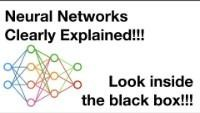 Neural Networks
Clearly Explained!!!
Look inside
the black box!!!